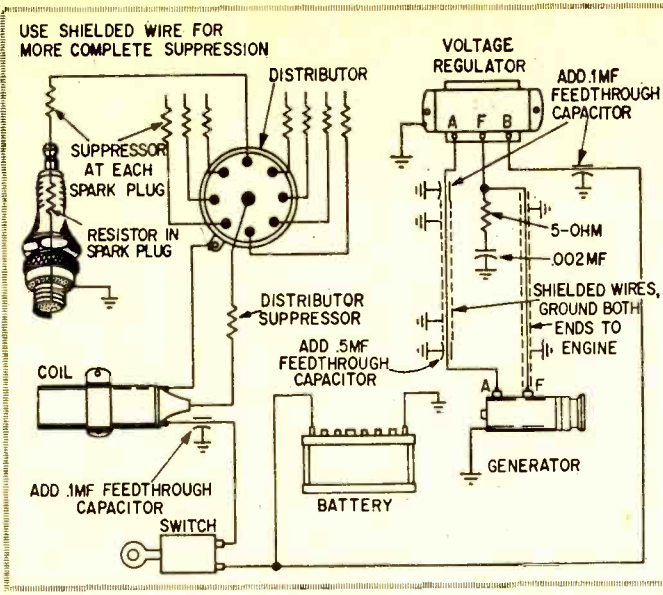 USE SHIELDED WIRE FOR
MORE COMPLETE SUPPRESSION
DISTRIBUTOR
SUPPRESSOR
AT EACH
SPARK PLUG
RESISTOR IN
SPARK PLUG
DISTRIBUTOR
SUPPRESSOR
COIL
ADD .1MF FEEDTHROUGH
CAPACITOR
SWITCH
VOLTAGE
REGULATOR
A F B
ADD .1MF
FEEDTHROUGH
CAPACITOR
5-OHM
.002MF
SHIELDED WIRES,
GROUND BOTH
ENDS TO
ENGINE
ADD .5MF
FEEDTHROUGH
CAPACITOR
A F
GENERATOR
BATTERY